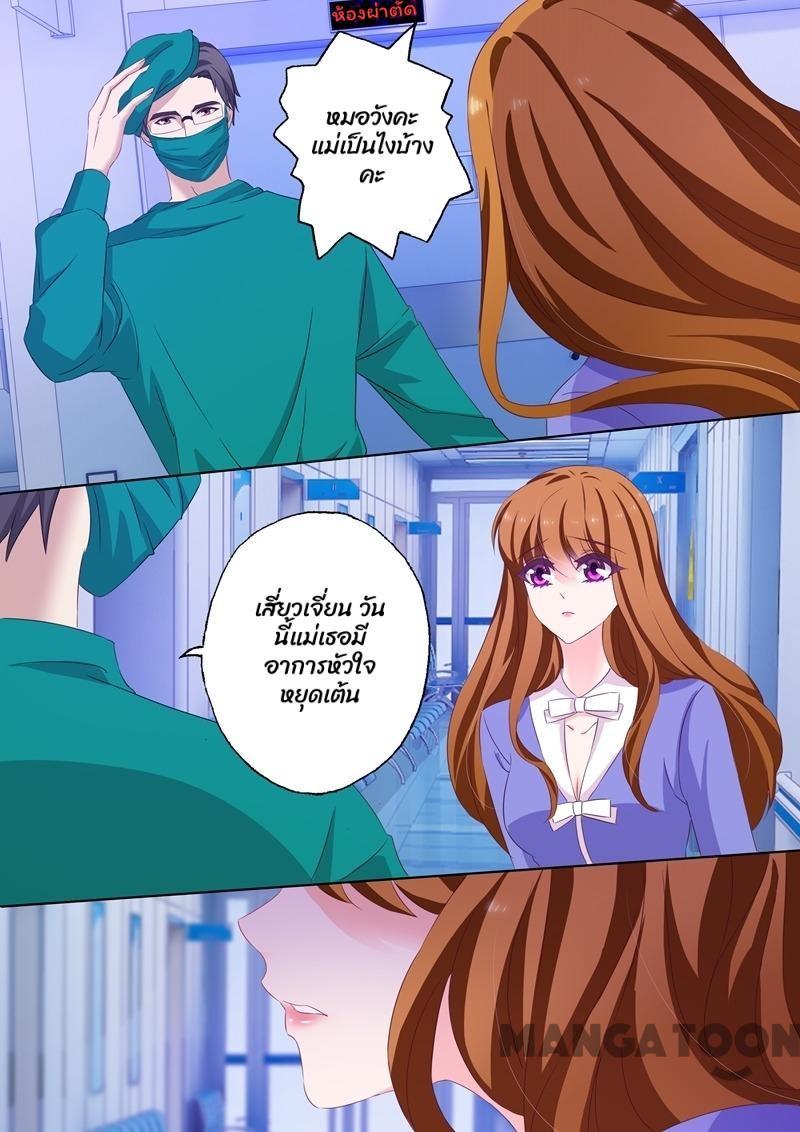 ห้องผ่าตัด
หมอวังคะ
แม่เป็นไงบ้าง
คะ
เสี่ยวเจี่ยน วัน
นี้แม่เธอมี
อาการหัวใจ
หยุดเต้น
MANGATOON